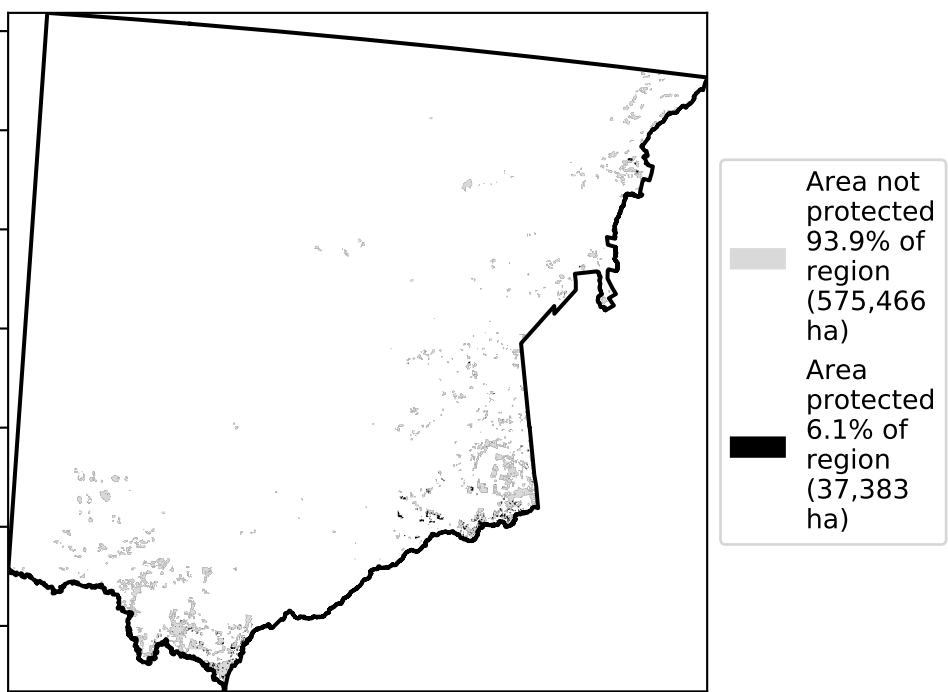 Area not
protected
93.9% of
region
(575,466
ha)
Area
protected
6.1% of
region
(37,383
ha)